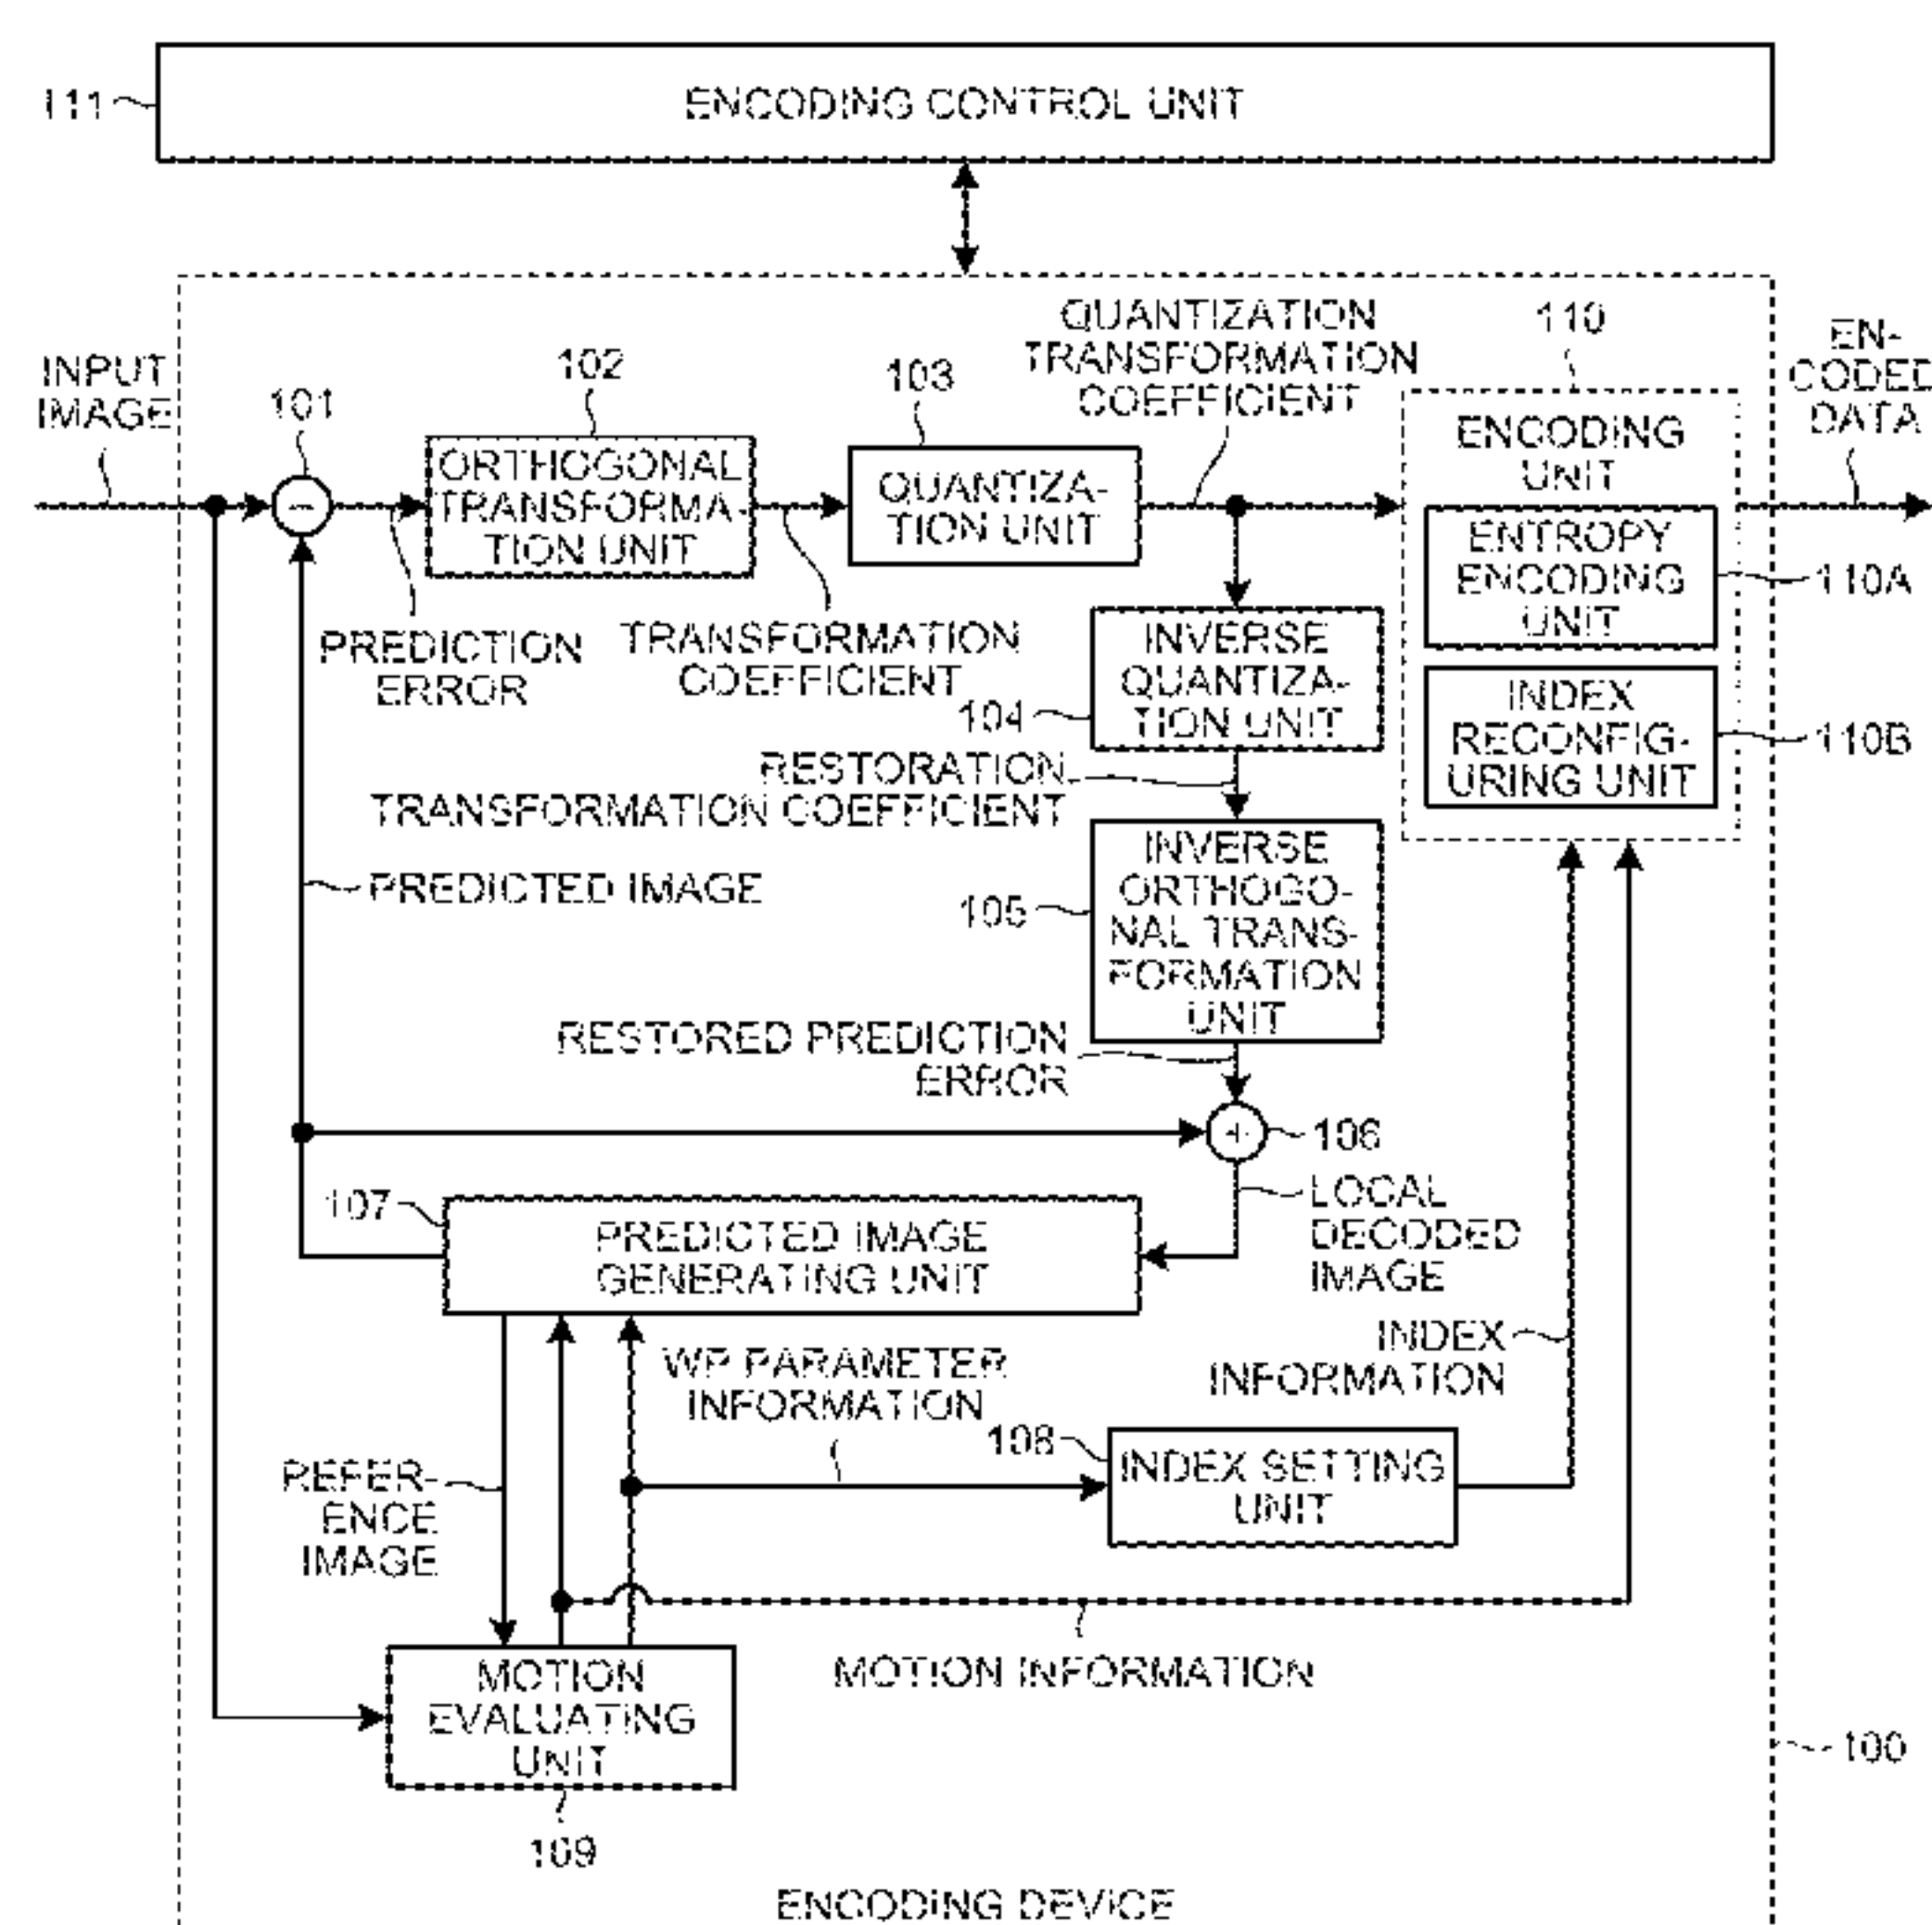 111
ENCODING CONTROL UNIT
INPUT
IMAGE
101
102
ORTHOGONAL
TRANSFORMA-
TION UNIT
103
QUANTIZA-
TION UNIT
QUANTIZATION
TRANSFORMATION
COEFFICIENT
110
ENCODING
UNIT
EN-
CODED
DATA
−
ENTROPY
ENCODING
UNIT
110A
PREDICTION
ERROR
TRANSFORMATION
COEFFICIENT
104
INVERSE
QUANTIZA-
TION UNIT
INDEX
RECONFIG-
URING UNIT
110B
RESTORATION
TRANSFORMATION COEFFICIENT
PREDICTED IMAGE
105
INVERSE
ORTHOGO-
NAL TRANS-
FORMATION
UNIT
RESTORED PREDICTION
ERROR
+
106
107
PREDICTED IMAGE
GENERATING UNIT
LOCAL
DECODED
IMAGE
INDEX
INFORMATION
WP PARAMETER
INFORMATION
108
INDEX SETTING
UNIT
REFER-
ENCE
IMAGE
MOTION INFORMATION
MOTION
EVALUATING
UNIT
109
100
ENCODING DEVICE